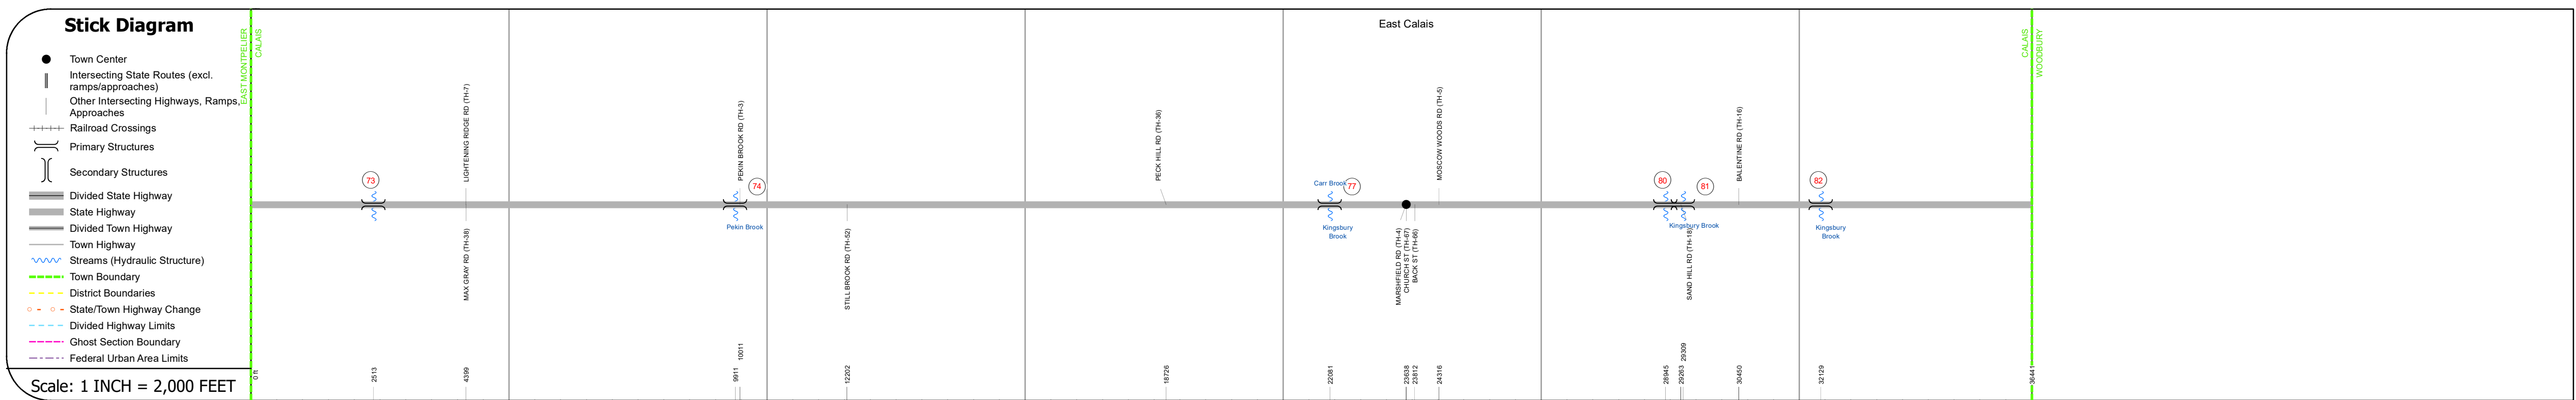 Stick Diagram
Town Center
Intersecting State Routes (excl.
ramps/approaches)
Other Intersecting Highways, Ramps,
Approaches
Railroad Crossings
Primary Structures
Secondary Structures
Divided State Highway
State Highway
Divided Town Highway
Town Highway
Streams (Hydraulic Structure)
Town Boundary
District Boundaries
State/Town Highway Change
Divided Highway Limits
Ghost Section Boundary
Federal Urban Area Limits
Scale: 1 INCH = 2,000 FEET
EAST MONTPELIER
CALAIS
East Calais
CALAIS
WOODBURY
LIGHTENING RIDGE RD (TH-7)
PEKIN BROOK RD (TH-3)
PECK HILL RD (TH-36)
MOSCOW WOODS RD (TH-5)
BALENTINE RD (TH-16)
73
74
Carr Brook
77
80
81
82
Pekin Brook
Kingsbury
Brook
Kingsbury Brook
Kingsbury
Brook
MAX GRAY RD (TH-38)
STILL BROOK RD (TH-52)
MARSHFIELD RD (TH-4)
CHURCH ST (TH-67)
BACK ST (TH-66)
SAND HILL RD (TH-18)
0 ft
2513
4399
9911
10011
12202
18726
22081
23638
23812
24316
28945
29263
29309
30450
32129
36441